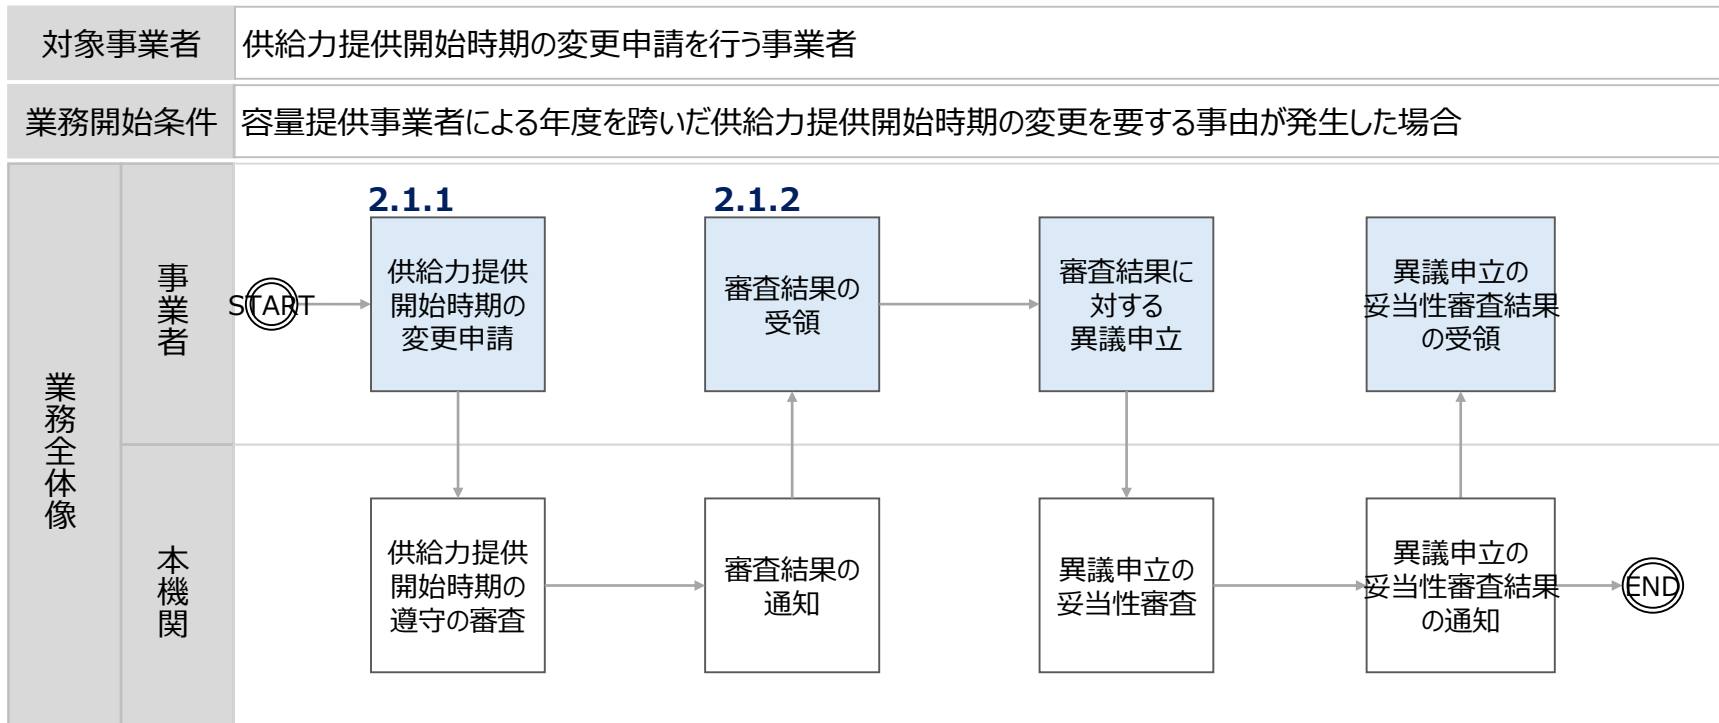 対象事業者
供給力提供開始時期の変更申請を行う事業者
業務開始条件
容量提供事業者による年度を跨いだ供給力提供開始時期の変更を要する事由が発生した場合
業務全体像
事業者
START
2.1.1
供給力提供
開始時期の
変更申請
2.1.2
審査結果の
受領
審査結果に
対する
異議申立
異議申立の
妥当性審査結果
の受領
本機関
供給力提供
開始時期の
遵守の審査
審査結果の
通知
異議申立の
妥当性審査
異議申立の
妥当性審査結果
の通知
END